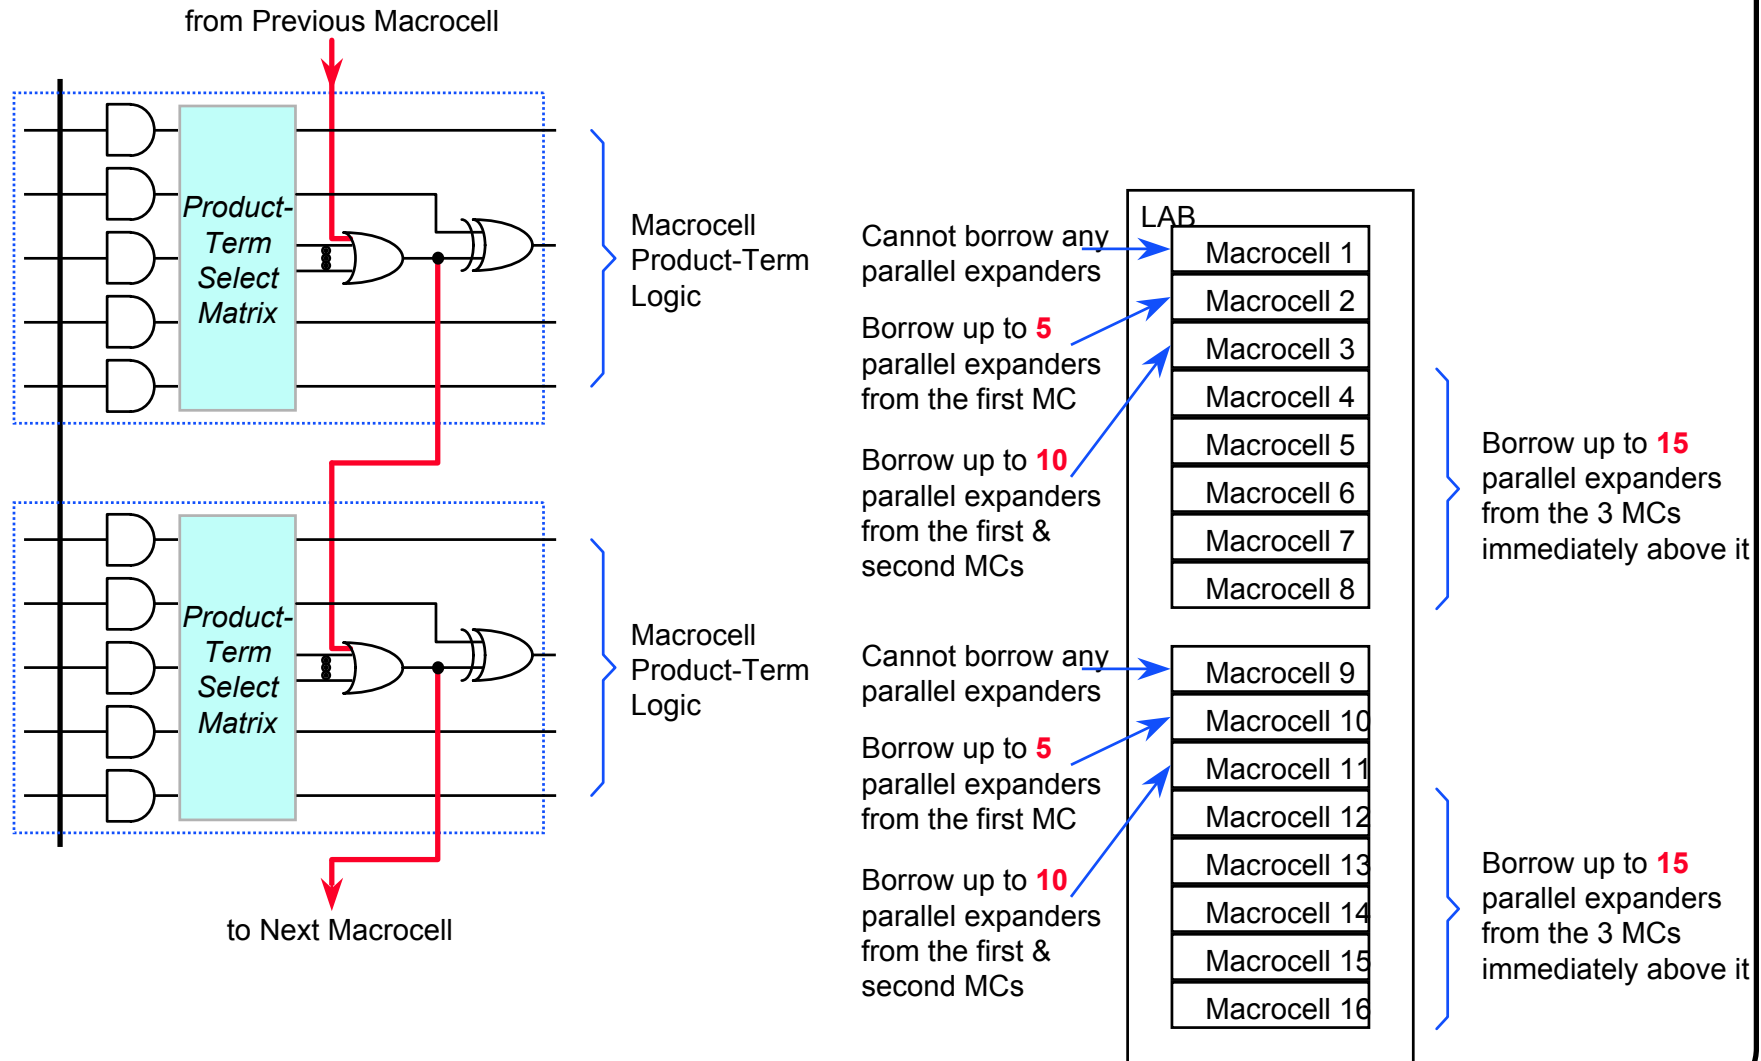 from Previous Macrocell
Product-
Term
Select
Matrix
Macrocell
Product-Term
Logic
Product-
Term
Select
Matrix
Macrocell
Product-Term
Logic
to Next Macrocell
Cannot borrow any
parallel expanders
Borrow up to 5
parallel expanders
from the first MC
Borrow up to 10
parallel expanders
from the first &
second MCs
Cannot borrow any
parallel expanders
Borrow up to 5
parallel expanders
from the first MC
Borrow up to 10
parallel expanders
from the first &
second MCs
LAB
Macrocell 1
Macrocell 2
Macrocell 3
Macrocell 4
Macrocell 5
Macrocell 6
Macrocell 7
Macrocell 8
Macrocell 9
Macrocell 10
Macrocell 11
Macrocell 12
Macrocell 13
Macrocell 14
Macrocell 15
Macrocell 16
Borrow up to 15
parallel expanders
from the 3 MCs
immediately above it
Borrow up to 15
parallel expanders
from the 3 MCs
immediately above it